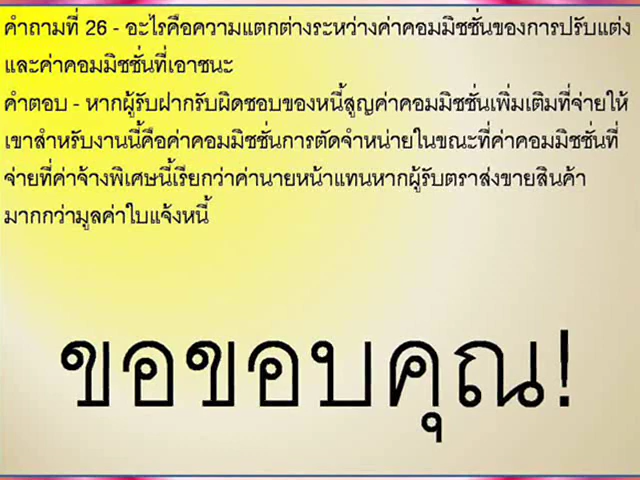 คำถามที่ 26 - อะไรคือความแตกต่างระหว่างค่าคอมมิชชั่นของการปรับแต่ง
และค่าคอมมิชชั่นที่เอาชนะ
คำตอบ - หากผู้รับฝากรับผิดชอบของหนี้สูญค่าคอมมิชชั่นเพิ่มเติมที่จ่ายให้
เขาสำหรับงานนี้คือค่าคอมมิชชั่นการตัดจำหน่ายในขณะที่ค่าคอมมิชชั่นที่
จ่ายที่ค่าจ้างพิเศษนี้เรียกว่าค่านายหน้าแทนหากผู้รับตราส่งขายสินค้า
มากกว่ามูลค่าใบแจ้งหนี้
ขอขอบคุณ!